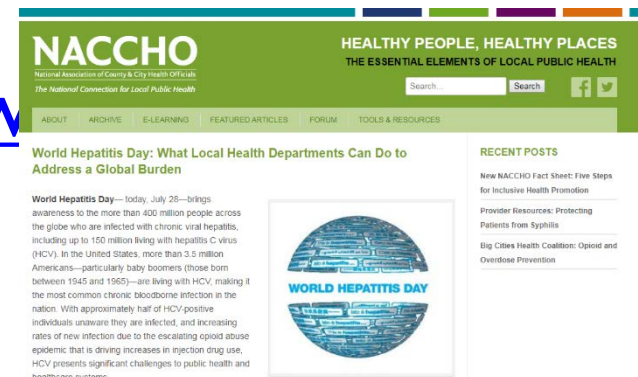 NACCHO
National Association of County & City Health Officials
The National Connection for Local Public Health
HEALTHY PEOPLE, HEALTHY PLACES
THE ESSENTIAL ELEMENTS OF LOCAL PUBLIC HEALTH
Search...
Search
ABOUT ARCHIVE E-LEARNING FEATURED ARTICLES FORUM TOOLS & RESOURCES
World Hepatitis Day: What Local Health Departments Can Do to
Address a Global Burden
World Hepatitis Day— today, July 28—brings
awareness to the more than 400 million people across
the globe who are infected with chronic viral hepatitis,
including up to 150 million living with hepatitis C virus
(HCV). In the United States, more than 3.5 million
Americans—particularly baby boomers (those born
between 1945 and 1965)—are living with HCV, making it
the most common chronic bloodborne infection in the
nation. With approximately half of HCV-positive
individuals unaware they are infected, and increasing
rates of new infection due to the escalating opioid abuse
epidemic that is driving increases in injection drug use,
HCV presents significant challenges to public health and
healthcare systems.
WORLD HEPATITIS DAY
RECENT POSTS
New NACCHO Fact Sheet: Five Steps
for Inclusive Health Promotion
Provider Resources: Protecting
Patients from Syphilis
Big Cities Health Coalition: Opioid and
Overdose Prevention